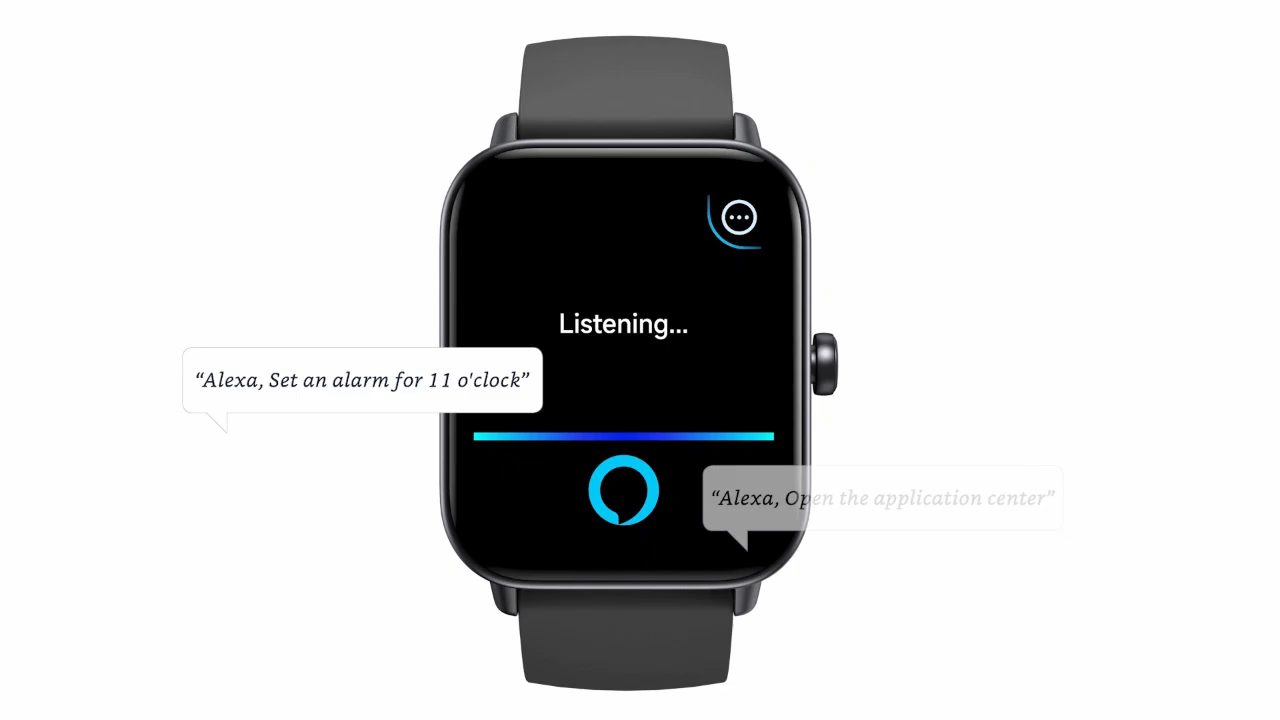 Listening...
“Alexa, Set an alarm for 11 o'clock”
“Alexa, Open the application center”